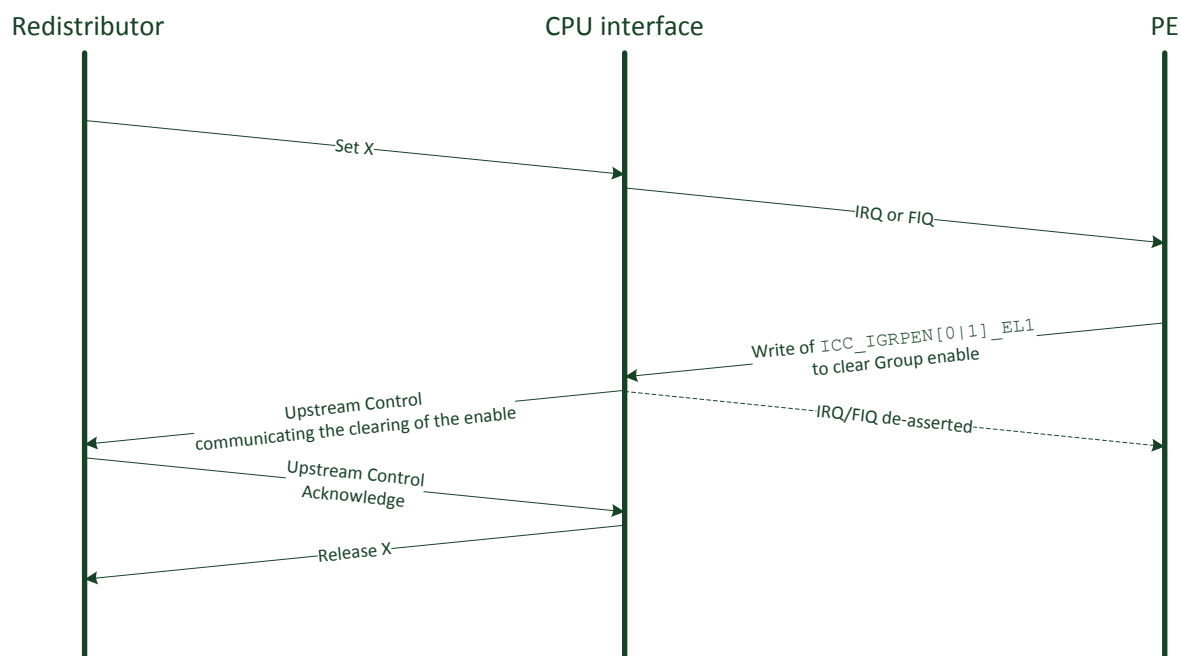 Redistributor
CPU interface
PE
Set X
IRQ or FIQ
Write of ICC_IGRPEN[0|1]_EL1
to clear Group enable
Upstream Control
communicating the clearing of the enable
IRQ/FIQ de-asserted
Upstream Control
Acknowledge
Release X